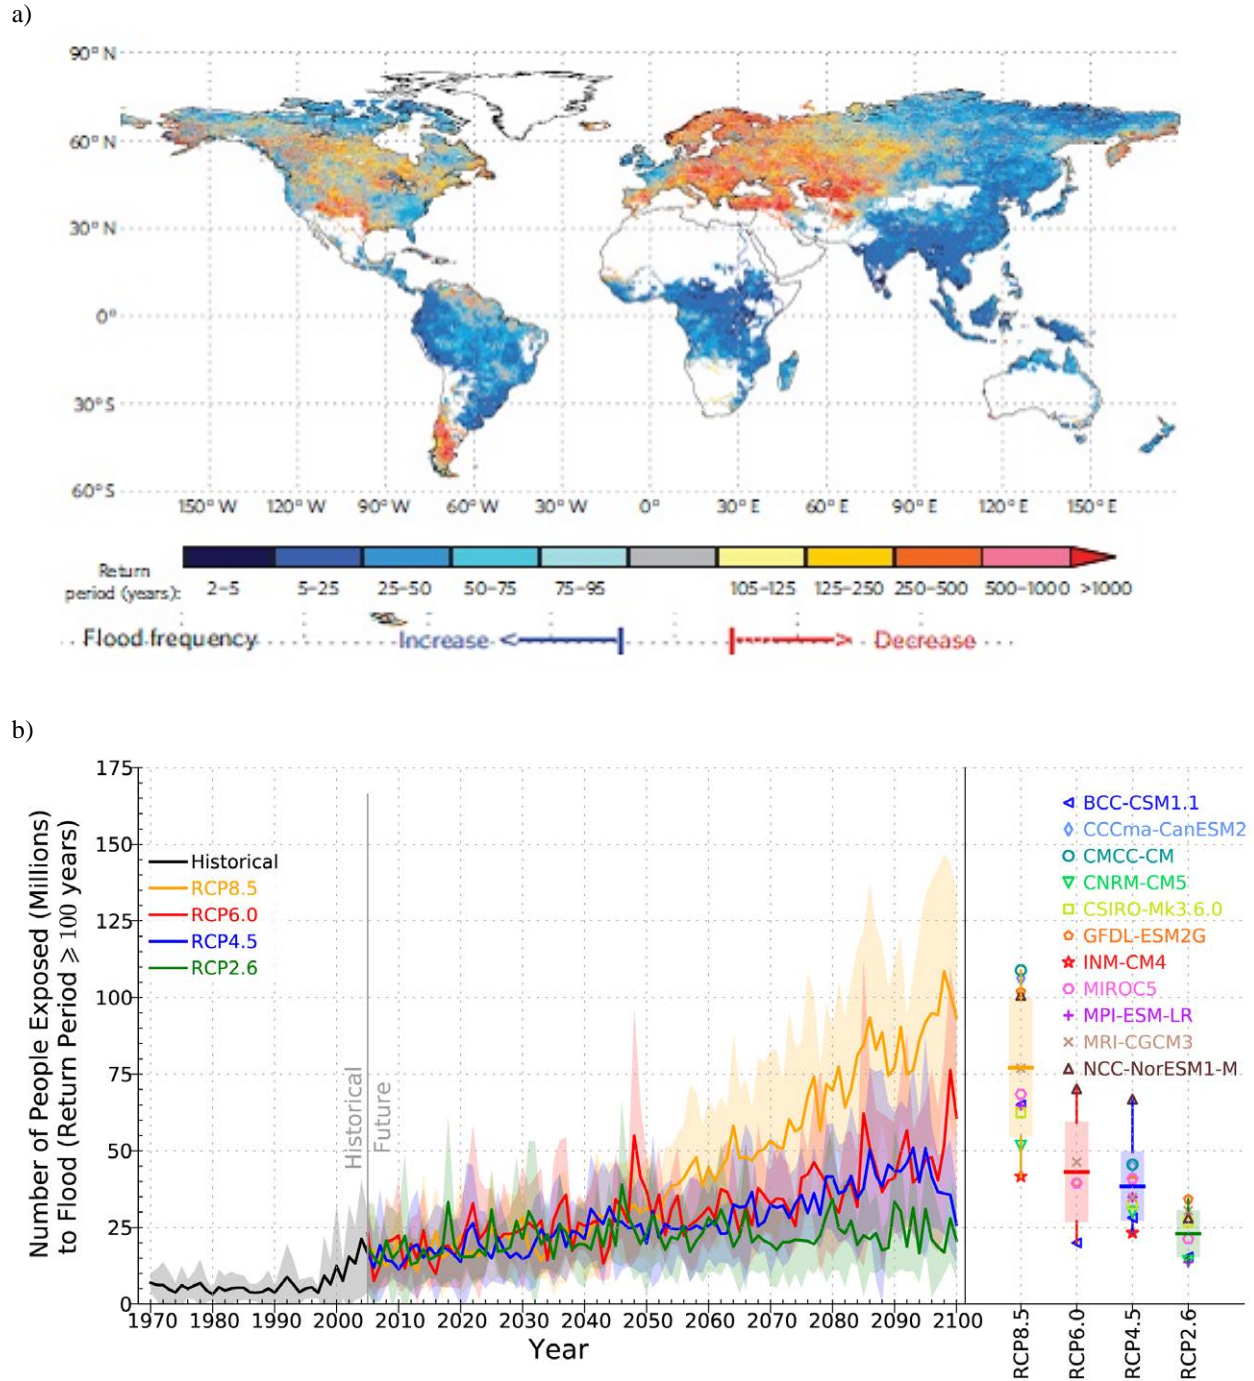 a)
90° N
60° N
30° N
0°
30° S
60° S
150° W 120° W 90° W 60° W 30° W 0° 30° E 60° E 90° E 120° E 150° E
Return
period (years): 2–5 5–25 25–50 50–75 75–95 105–125 125–250 250–500 500–1000 >1000
Flood frequency Increase Decrease
b)
Number of People Exposed (Millions)
to Flood (Return Period ⩾ 100 years)
175
150
125
100
75
50
25
0
Historical
RCP8.5
RCP6.0
RCP4.5
RCP2.6
Historical
Future
1970 1980 1990 2000 2010 2020 2030 2040 2050 2060 2070 2080 2090 2100
Year
BCC-CSM1.1
CCCma-CanESM2
CMCC-CM
CNRM-CM5
CSIRO-Mk3.6.0
GFDL-ESM2G
INM-CM4
MIROC5
MPI-ESM-LR
MRI-CGCM3
NCC-NorESM1-M
RCP8.5
RCP6.0
RCP4.5
RCP2.6